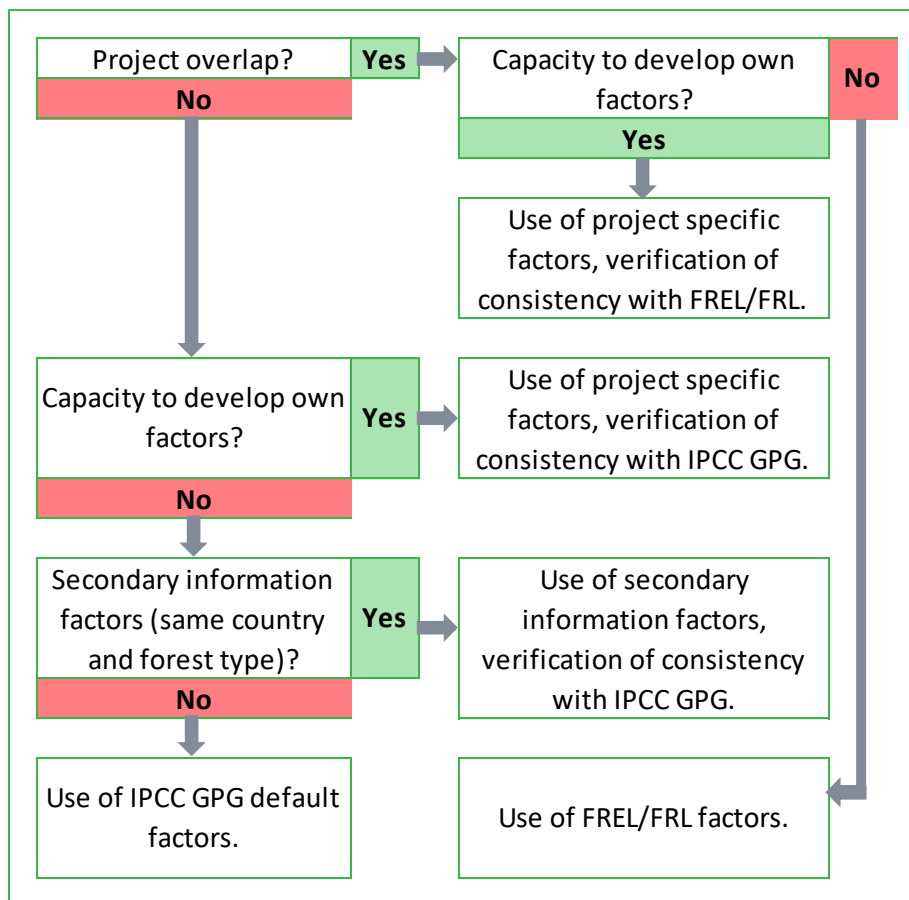 Project overlap?
Yes
No
Capacity to develop own
factors?
No
Yes
Use of project specific
factors, verification of
consistency with FREL/FRL.
Capacity to develop own
factors?
Yes
No
Use of project specific
factors, verification of
consistency with IPCC GPG.
Secondary information
factors (same country
and forest type)?
Yes
No
Use of secondary
information factors,
verification of consistency
with IPCC GPG.
Use of IPCC GPG default
factors.
Use of FREL/FRL factors.